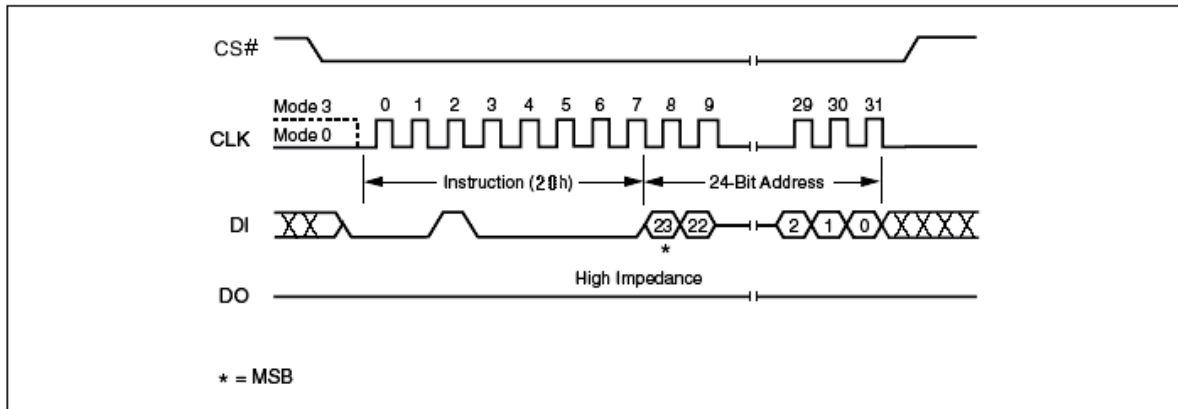 CS#
Mode 3 0 1 2 3 4 5 6 7 8 9 29 30 31
CLK Mode 0
Instruction (20h) 24-Bit Address
DI 23 22 2 1 0
*
High Impedance
DO
* = MSB